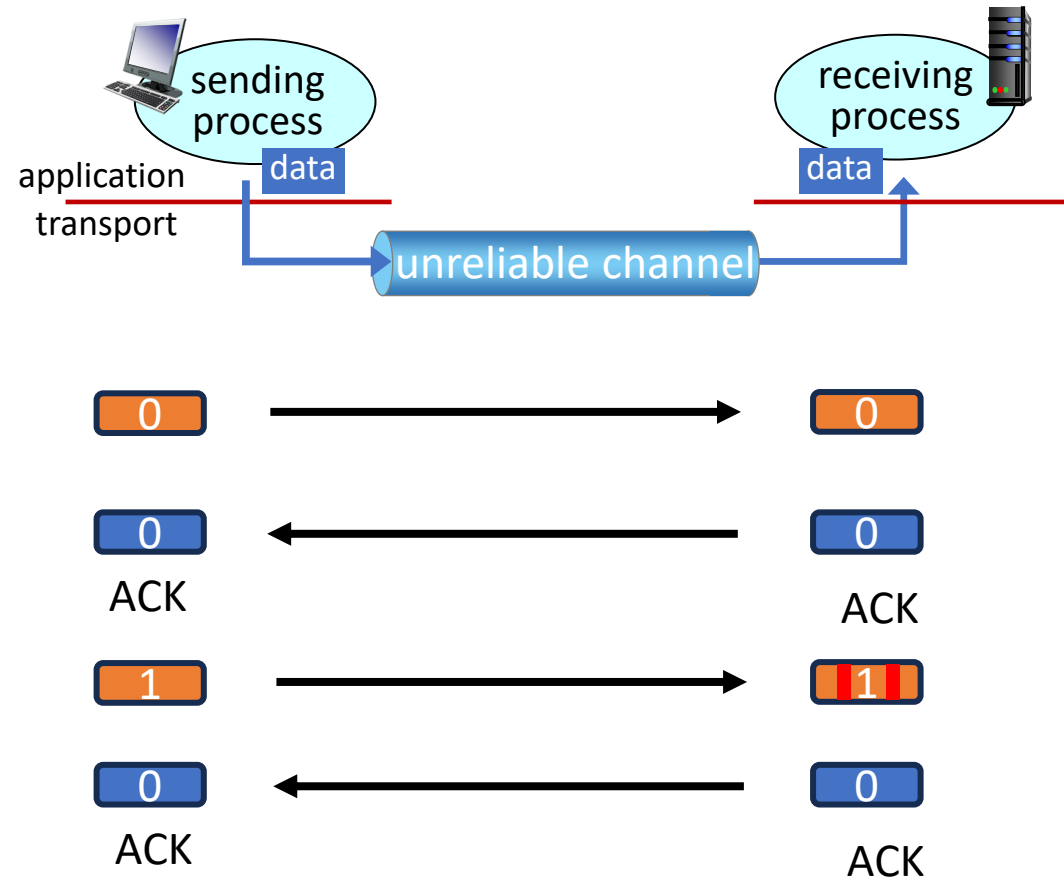 sending
process
receiving
process
data
data
application
transport
unreliable channel
0
0
0
0
ACK
ACK
1
1
0
0
ACK
ACK